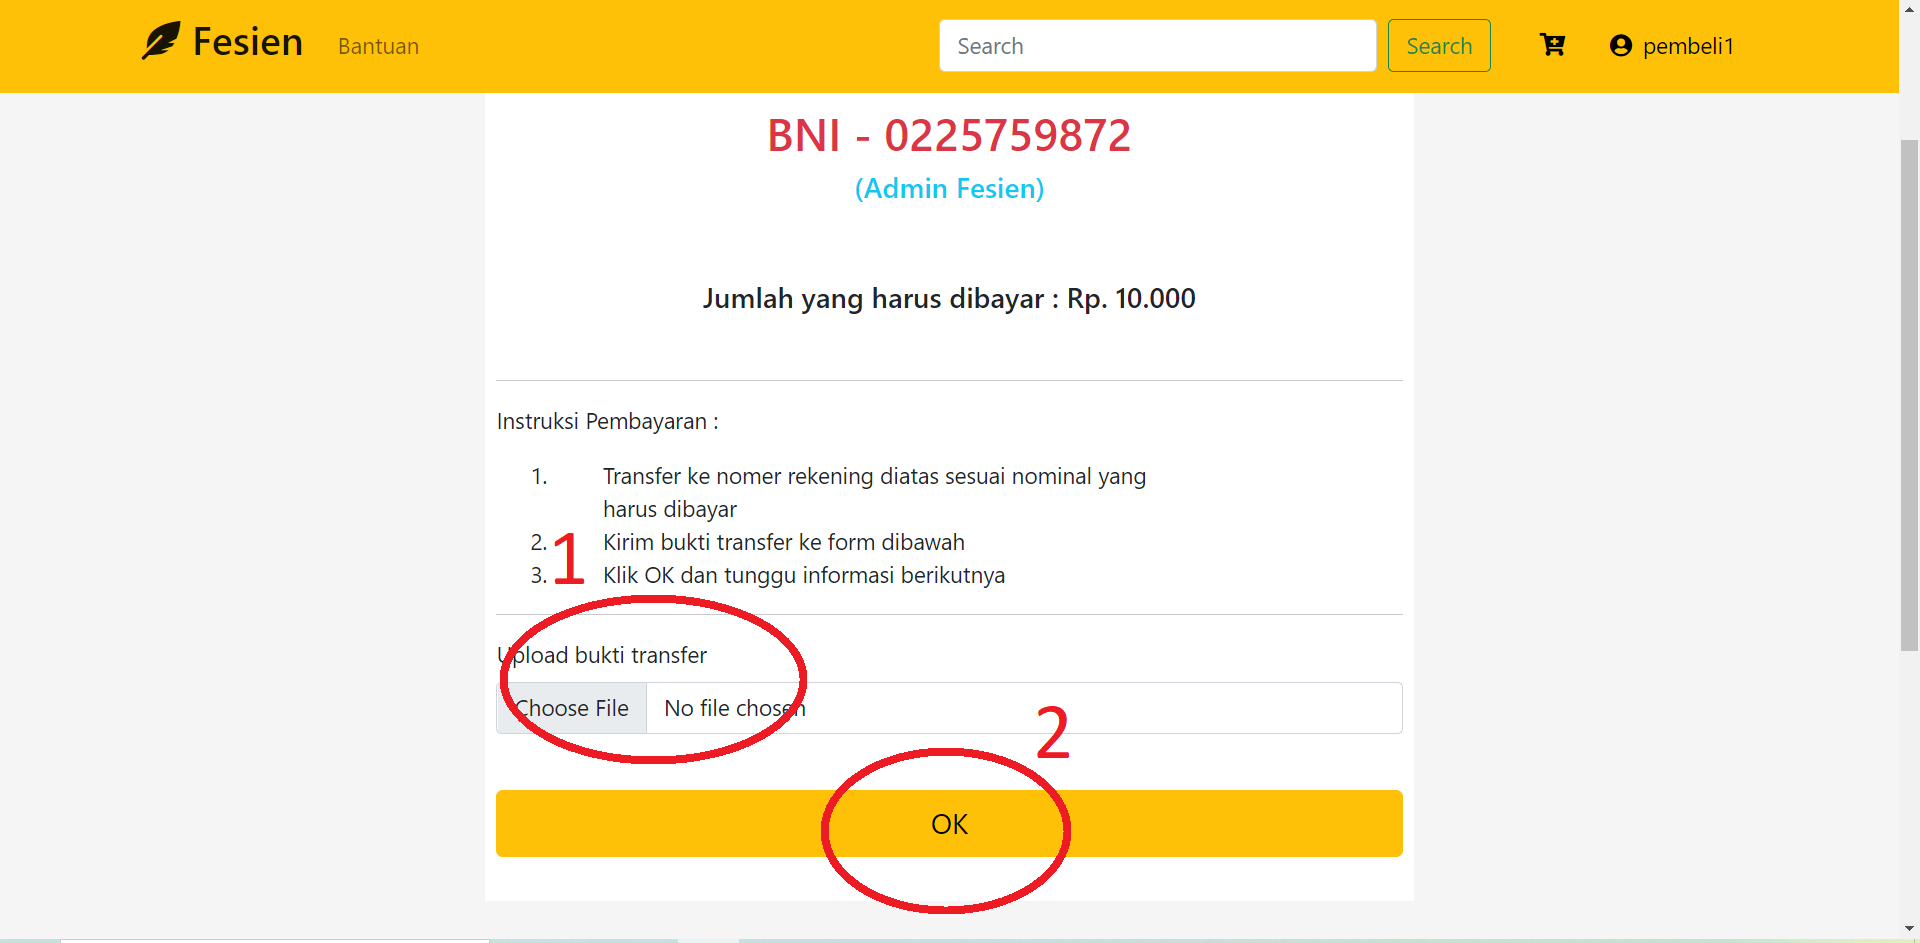 Fesien
Bantuan
Search
Search
pembeli1
BNI - 0225759872
(Admin Fesien)
Jumlah yang harus dibayar : Rp. 10.000
Instruksi Pembayaran :
1. Transfer ke nomer rekening diatas sesuai nominal yang
harus dibayar
2. Kirim bukti transfer ke form dibawah
3. Klik OK dan tunggu informasi berikutnya
1
Upload bukti transfer
Choose File No file chosen
2
OK